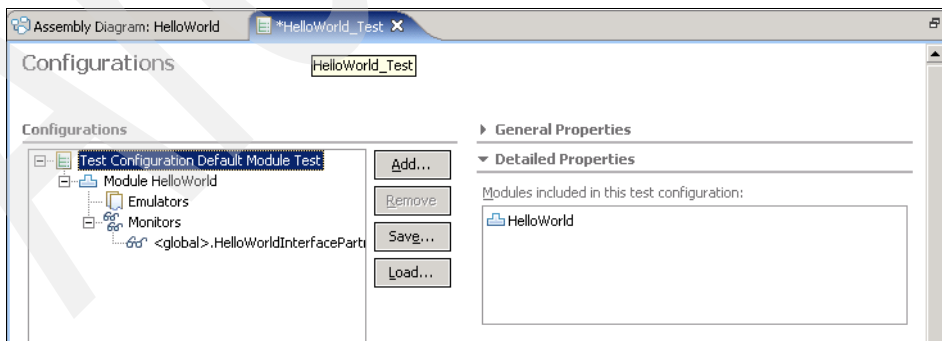 Assembly Diagram: HelloWorld
*HelloWorld_Test
Configurations
HelloWorld_Test
Configurations
Test Configuration Default Module Test
Module HelloWorld
Emulators
Monitors
<global>.HelloWorldInterfacePart
Add...
Remove
Save...
Load...
General Properties
Detailed Properties
Modules included in this test configuration:
HelloWorld